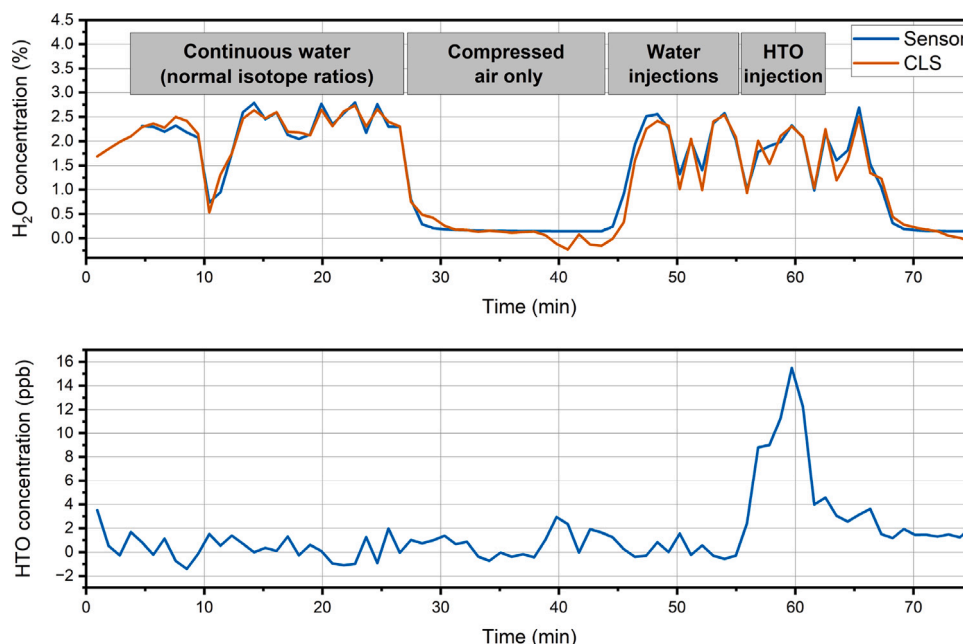 4.5
4.0
3.5
3.0
2.5
2.0
1.5
1.0
0.5
0.0
H₂O concentration (%)
Continuous water
(normal isotope ratios)
Compressed
air only
Water
injections
HTO
injection
Sensor
CLS
0 10 20 30 40 50 60 70
Time (min)
16
14
12
10
8
6
4
2
0
−2
HTO concentration (ppb)
0 10 20 30 40 50 60 70
Time (min)